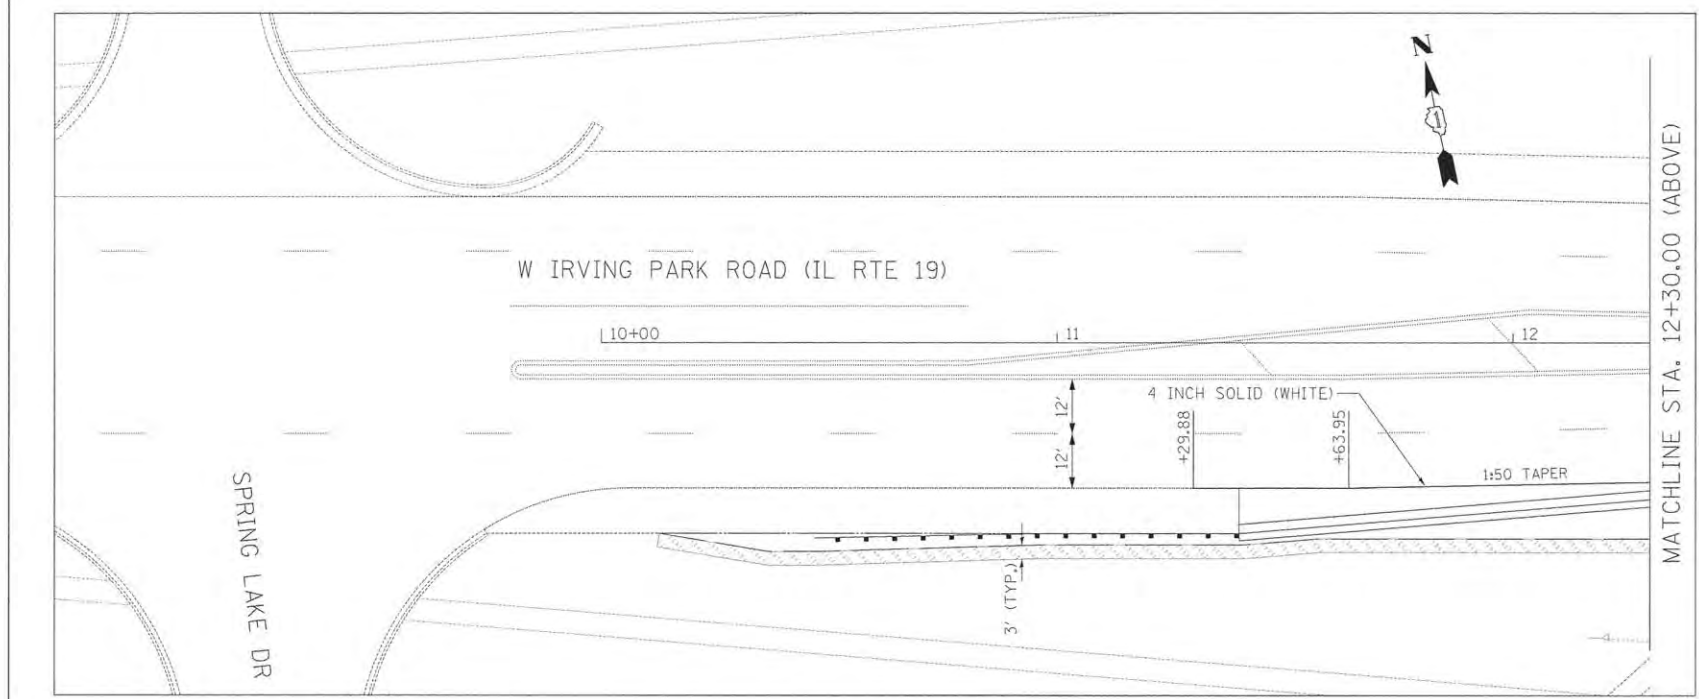 N
W IRVING PARK ROAD (IL RTE 19)
10+00
11
12
4 INCH SOLID (WHITE)
12'
12'
+29.88
+63.95
1:50 TAPER
3' (TYP.)
SPRING LAKE DR
MATCHLINE STA. 12+30.00 (ABOVE)